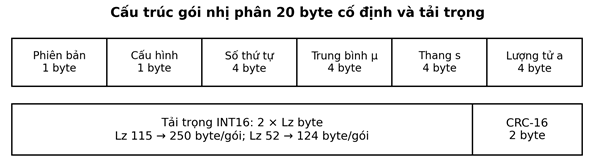 Cấu trúc gói nhị phân 20 byte cố định và tải trọng
Phiên bản
1 byte
Cấu hình
1 byte
Số thứ tự
4 byte
Trung bình μ
4 byte
Thang s
4 byte
Lượng tử a
4 byte
Tải trọng INT16: 2 × Lz byte
Lz 115 → 250 byte/gói; Lz 52 → 124 byte/gói
CRC-16
2 byte